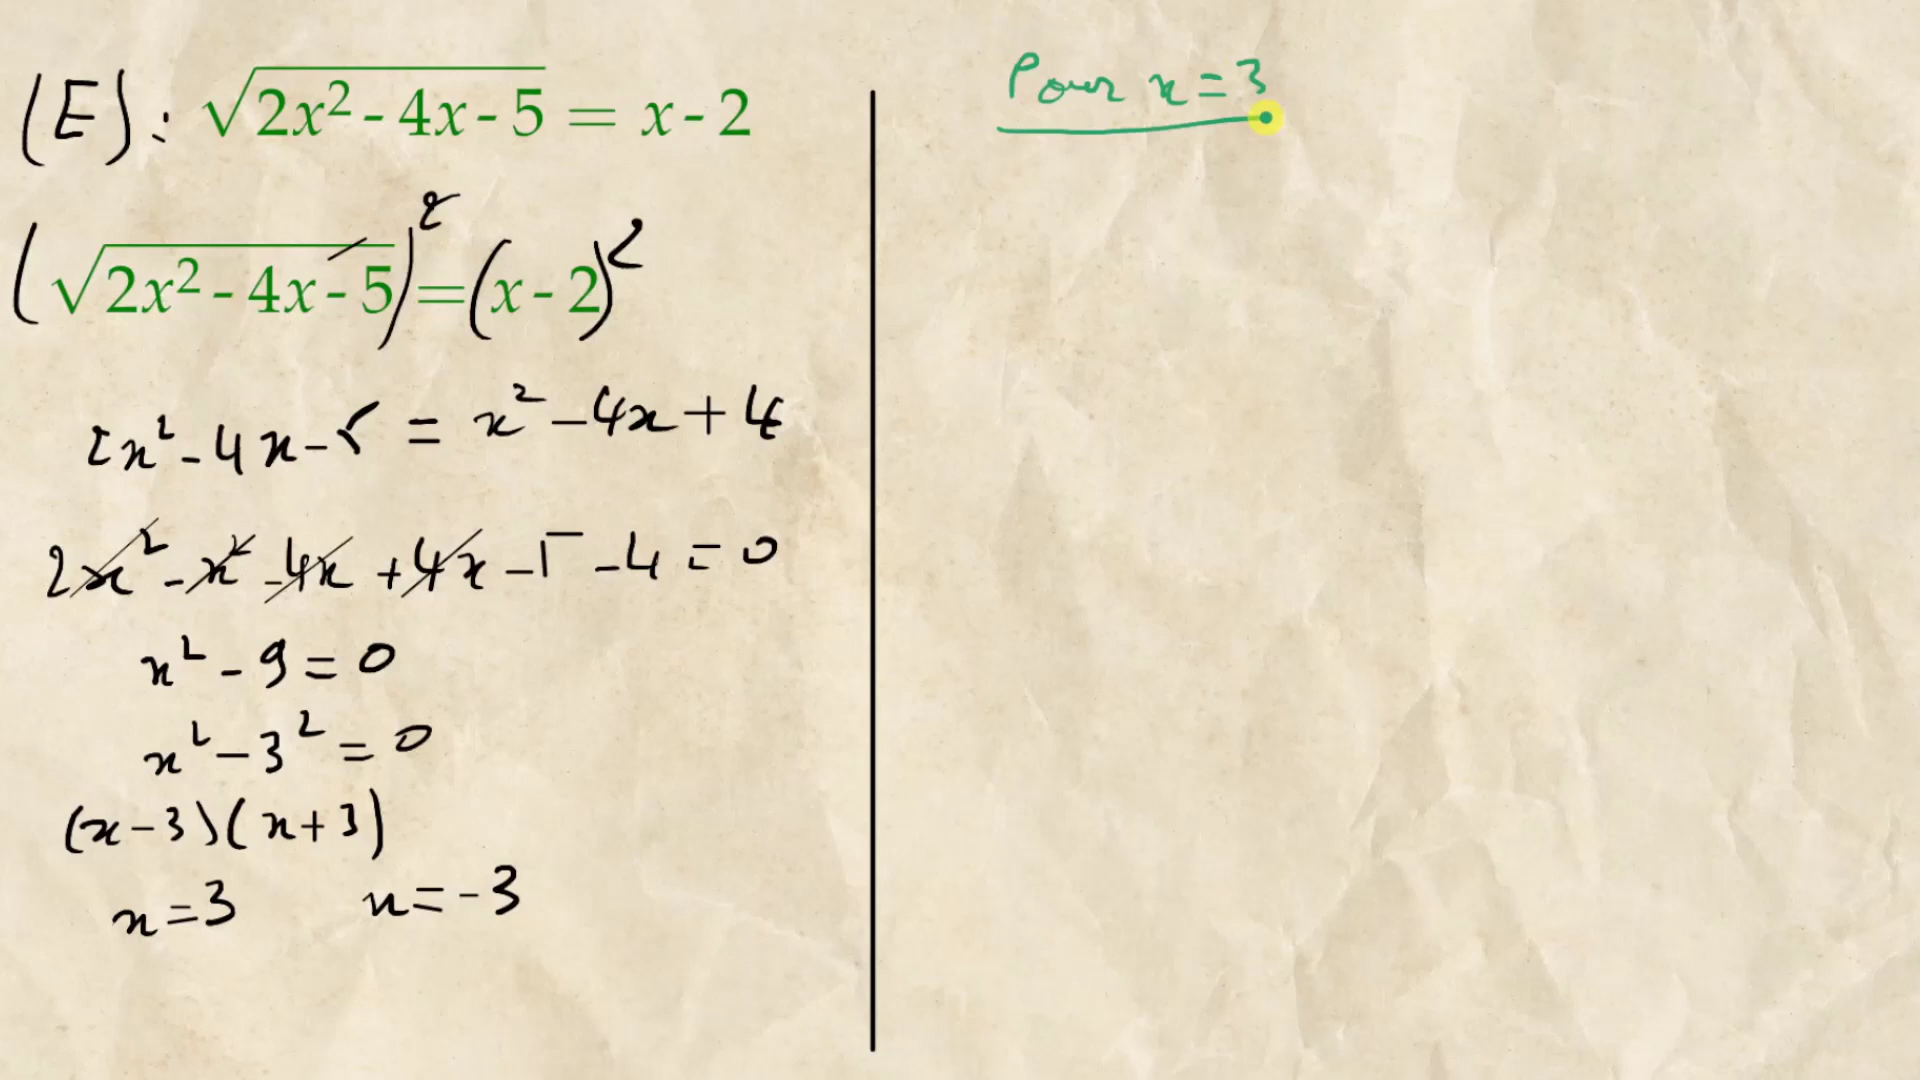 (E): √(2x² - 4x - 5) = x - 2
(√(2x² - 4x - 5))² = (x - 2)²
2x² - 4x - 5 = x² - 4x + 4
2x² - x² - 4x + 4x - 5 - 4 = 0
x² - 9 = 0
x² - 3² = 0
(x - 3)(x + 3)
x = 3 x = -3
Pour x = 3